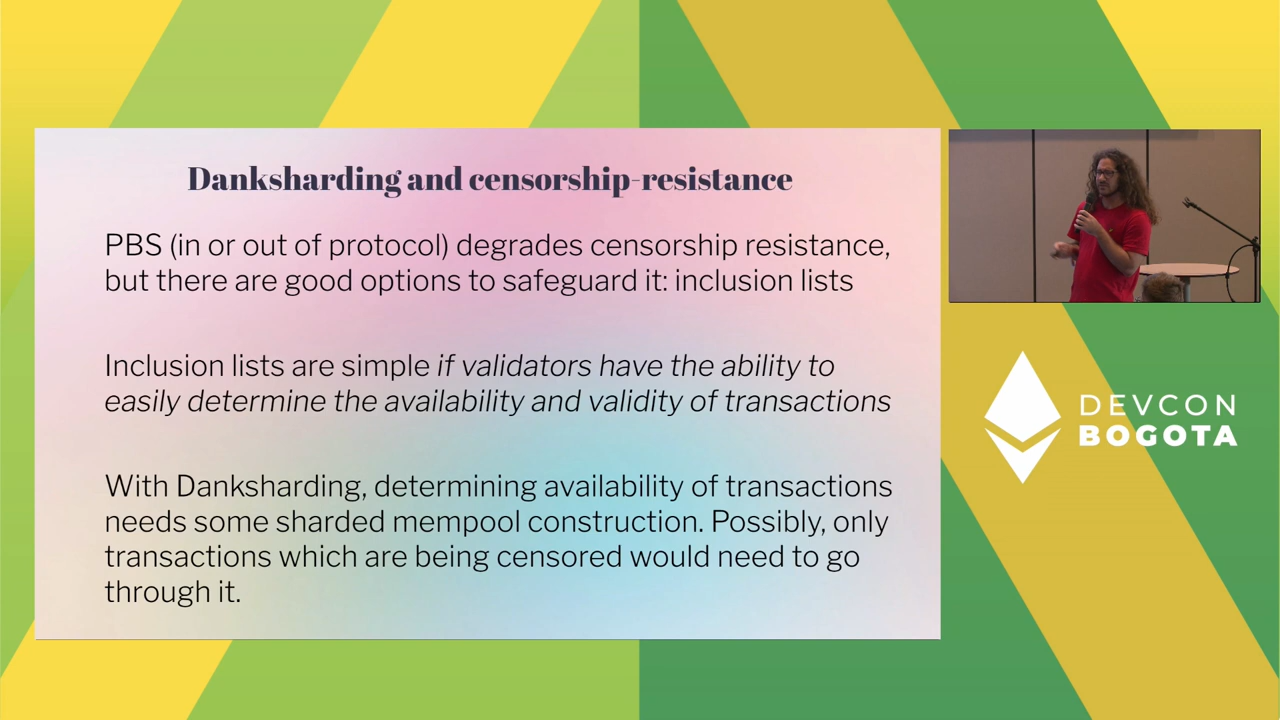 Danksharding and censorship-resistance
PBS (in or out of protocol) degrades censorship resistance,
but there are good options to safeguard it: inclusion lists
Inclusion lists are simple if validators have the ability to
easily determine the availability and validity of transactions
With Danksharding, determining availability of transactions
needs some sharded mempool construction. Possibly, only
transactions which are being censored would need to go
through it.
DEVCON
BOGOTA